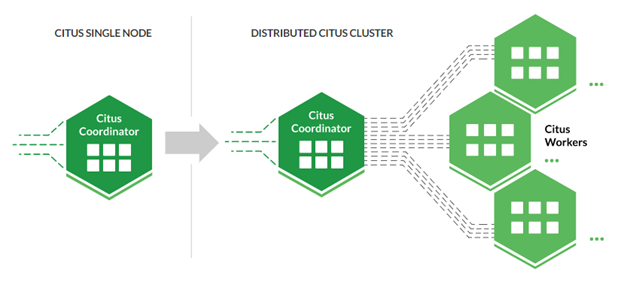 CITUS SINGLE NODE
DISTRIBUTED CITUS CLUSTER
Citus
Coordinator
Citus
Coordinator
Citus
Workers